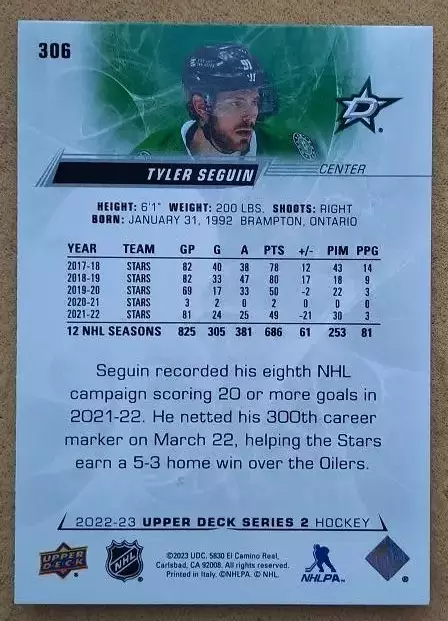 306
91
D
TYLER SEGUIN
CENTER
HEIGHT: 6'1" WEIGHT: 200 LBS. SHOOTS: RIGHT
BORN: JANUARY 31, 1992 BRAMPTON, ONTARIO
YEAR TEAM GP G A PTS +/- PIM PPG
2017-18 STARS 82 40 38 78 12 43 14
2018-19 STARS 82 33 47 80 17 18 9
2019-20 STARS 69 17 33 50 -2 22 3
2020-21 STARS 3 2 0 2 0 0 0
2021-22 STARS 81 24 25 49 -21 30 3
12 NHL SEASONS 825 305 381 686 61 253 81
Seguin recorded his eighth NHL
campaign scoring 20 or more goals in
2021-22. He netted his 300th career
marker on March 22, helping the Stars
earn a 5-3 home win over the Oilers.
2022-23 UPPER DECK SERIES 2 HOCKEY
UPPER DECK
NHL
©2023 UDC. 5830 El Camino Real,
Carlsbad, CA 92008. All rights reserved.
Printed in Italy. ©NHLPA. © NHL.
NHLPA™
®